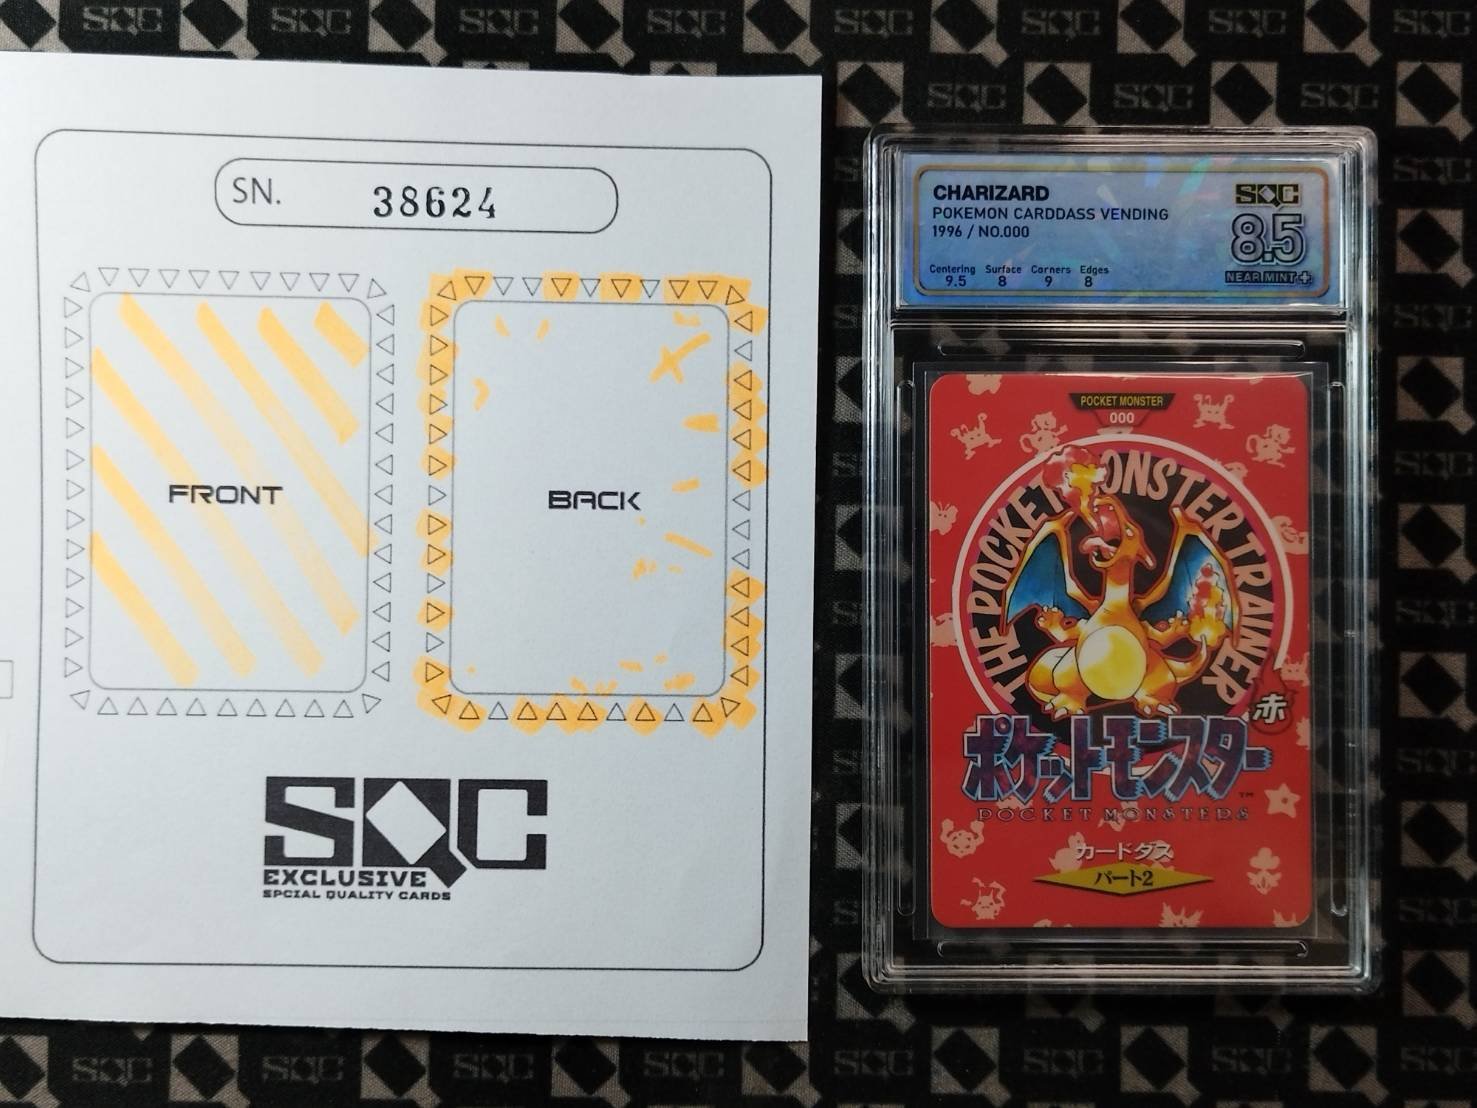 SN. 38624
FRONT
BACK
SQC
EXCLUSIVE
SPCIAL QUALITY CARDS
CHARIZARD
POKEMON CARDDASS VENDING
1996 / NO.000
Centering Surface Corners Edges
9.5 8 9 8
SQC
8.5
NEAR MINT +
POCKET MONSTER
000
THE POCKET MONSTER TRAINER
赤
ポケットモンスター
TM
POCKET MONSTERS
カードダス
パート2